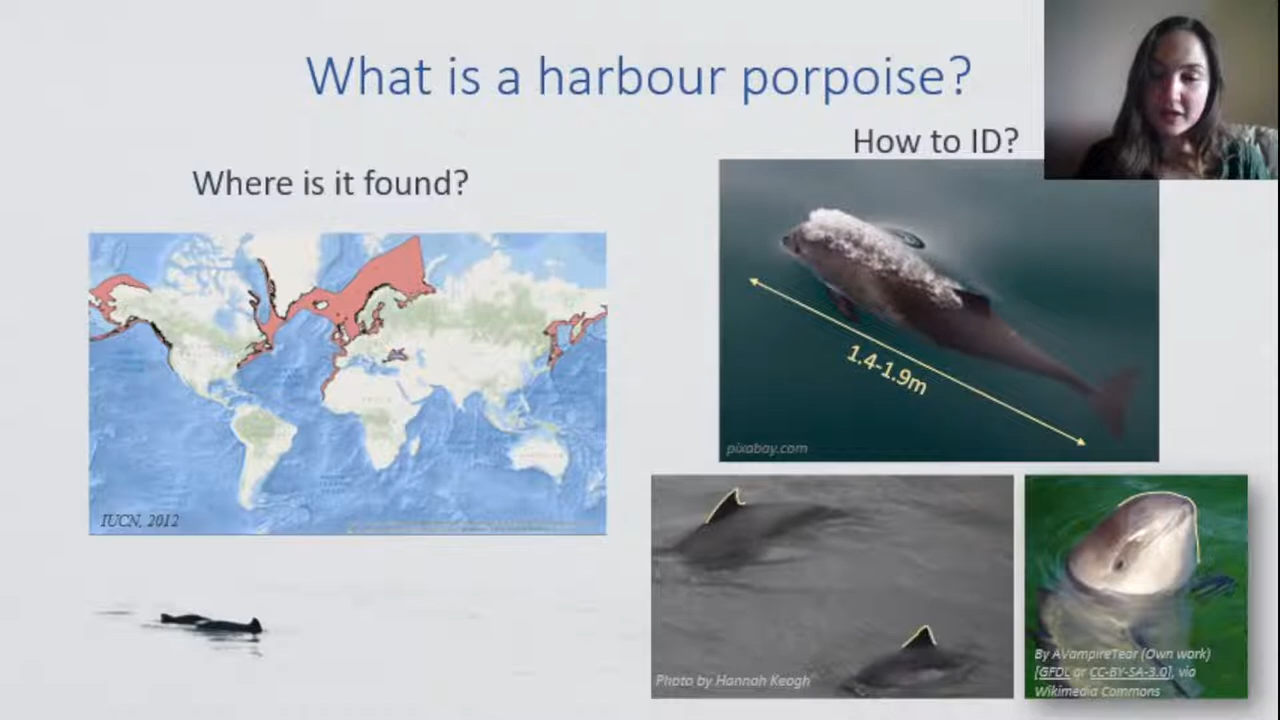 What is a harbour porpoise?
How to ID?
Where is it found?
1.4-1.9m
pixabay.com
IUCN, 2012
Photo by Hannah Keogh
By AVampireTear (Own work)
[GFDL or CC-BY-SA-3.0], via
Wikimedia Commons